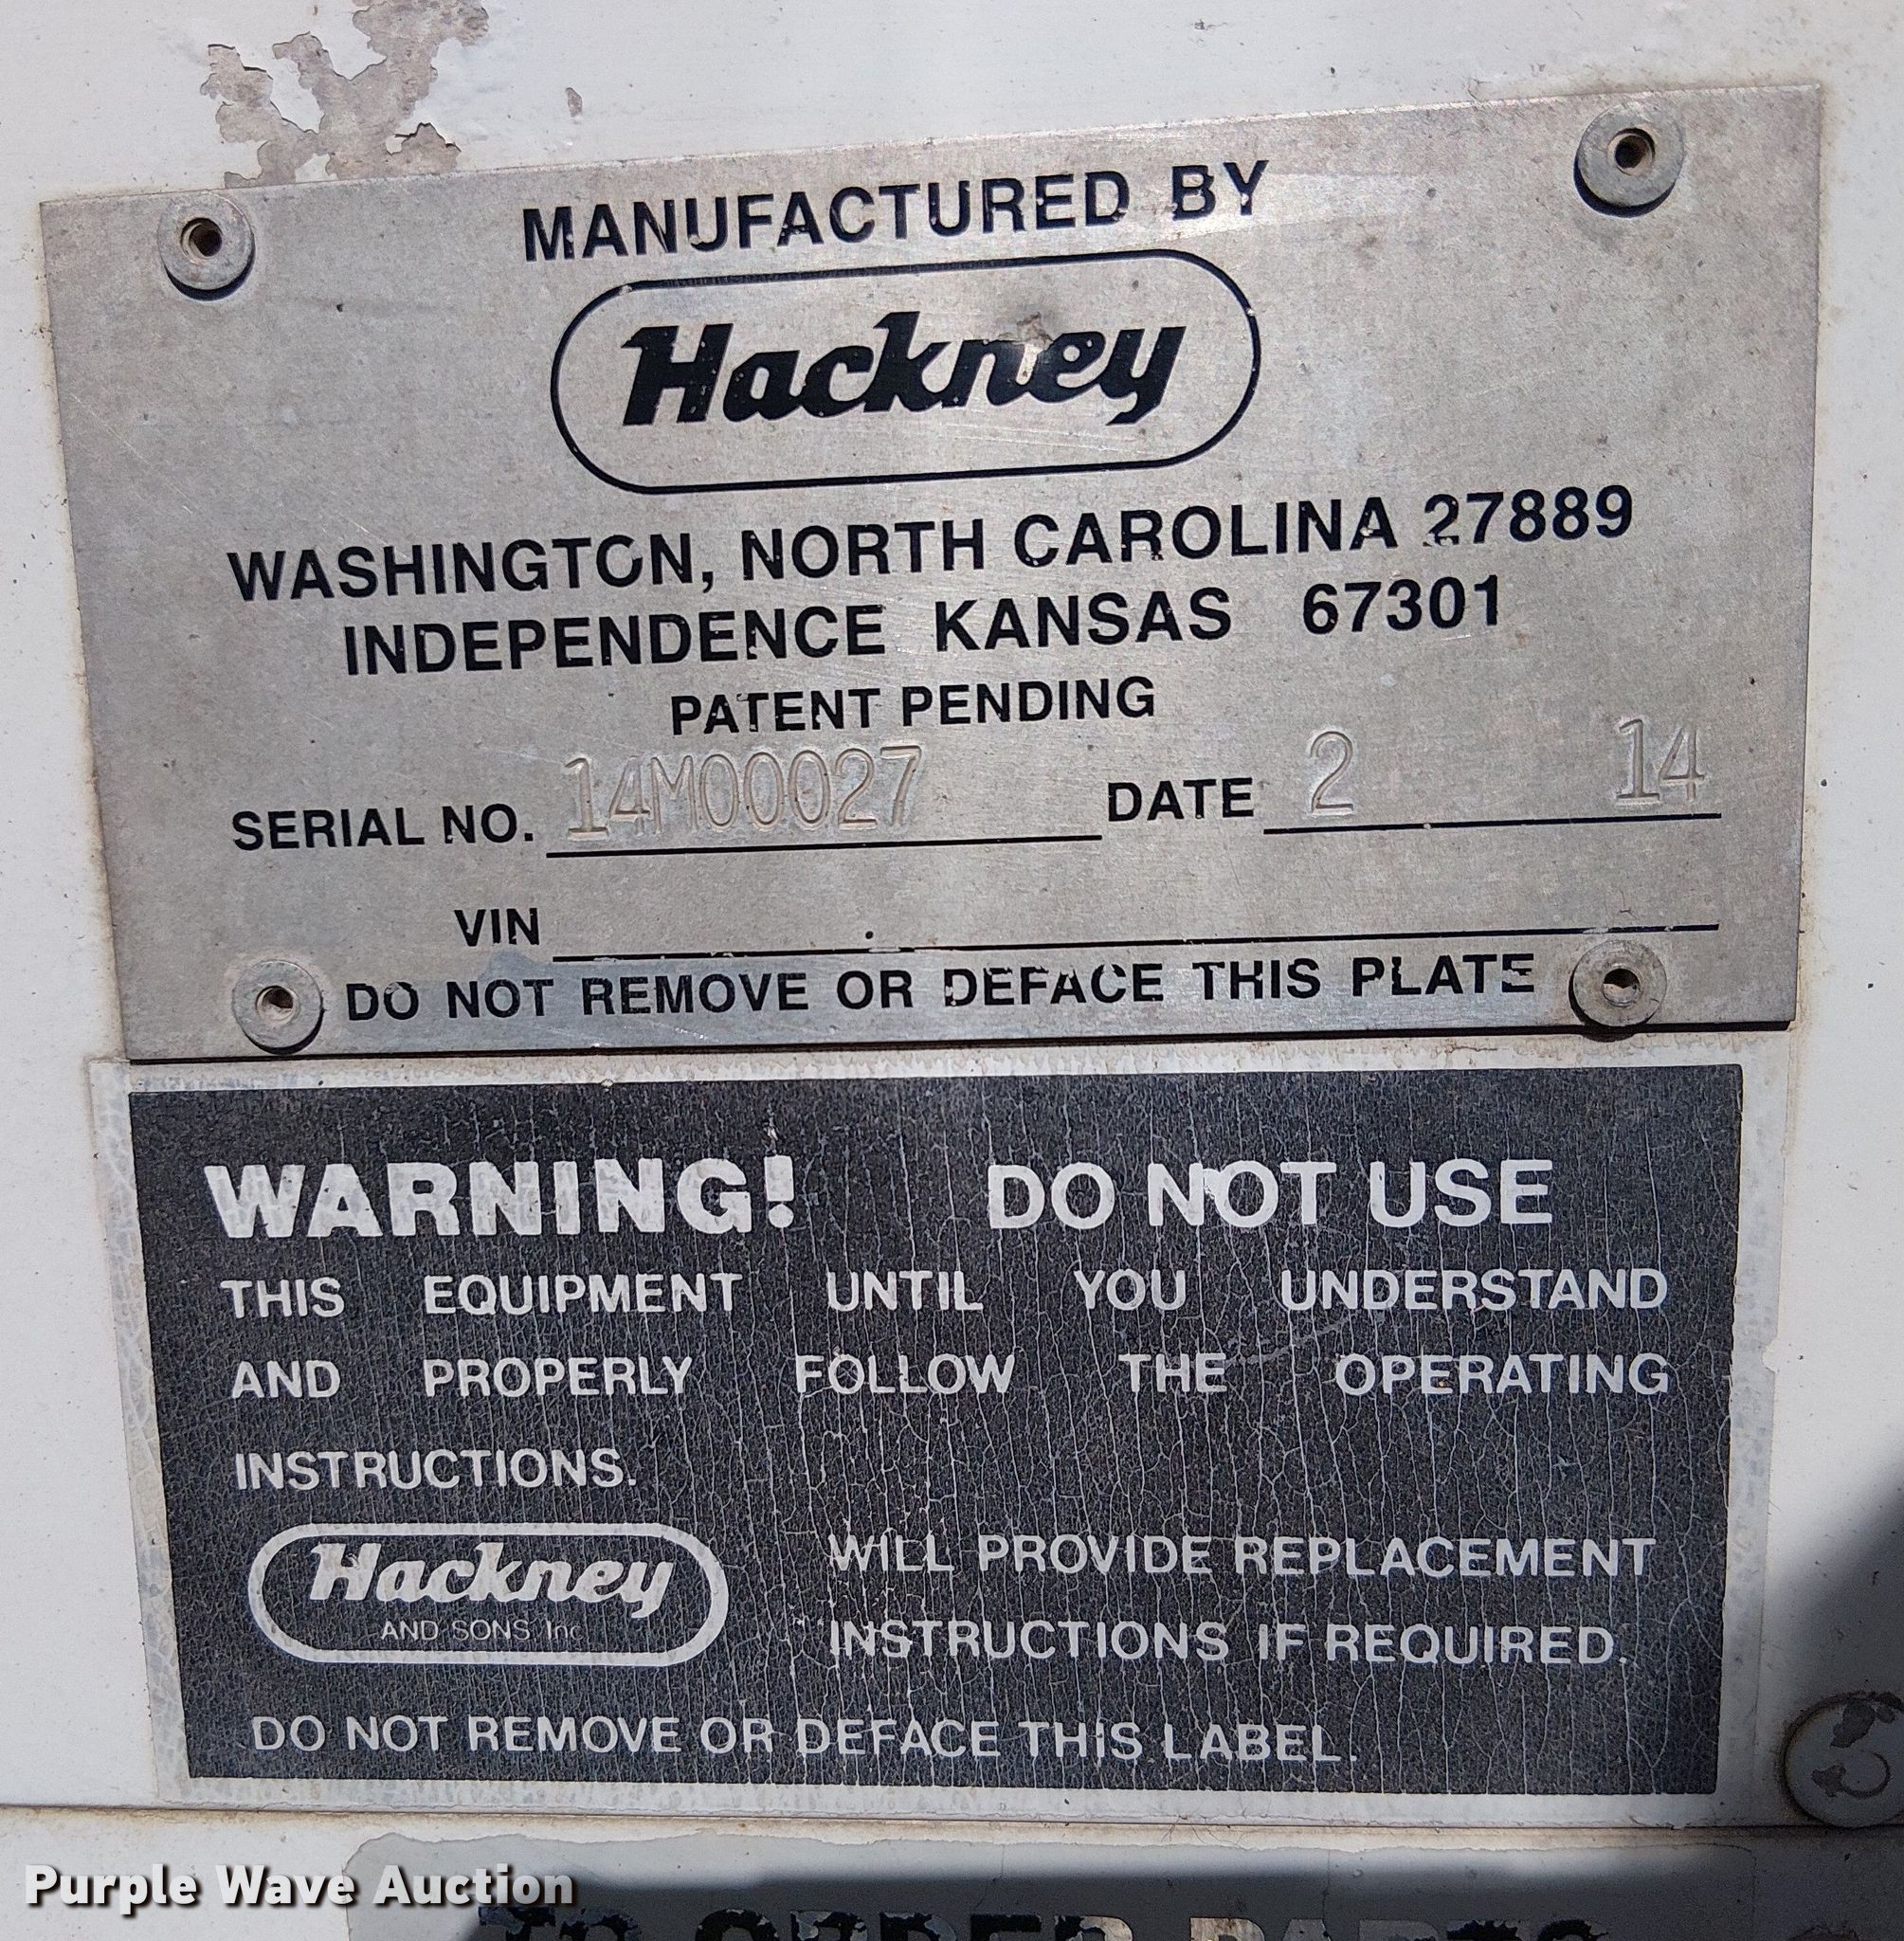 MANUFACTURED BY
Hackney
WASHINGTON, NORTH CAROLINA 27889
INDEPENDENCE KANSAS 67301
PATENT PENDING
SERIAL NO. 14M00027 DATE 2 14
VIN
DO NOT REMOVE OR DEFACE THIS PLATE
WARNING! DO NOT USE
THIS EQUIPMENT UNTIL YOU UNDERSTAND
AND PROPERLY FOLLOW THE OPERATING
INSTRUCTIONS.
Hackney
AND SONS Inc
WILL PROVIDE REPLACEMENT
INSTRUCTIONS IF REQUIRED.
DO NOT REMOVE OR DEFACE THIS LABEL.
Purple Wave Auction
TO ORDER PARTS